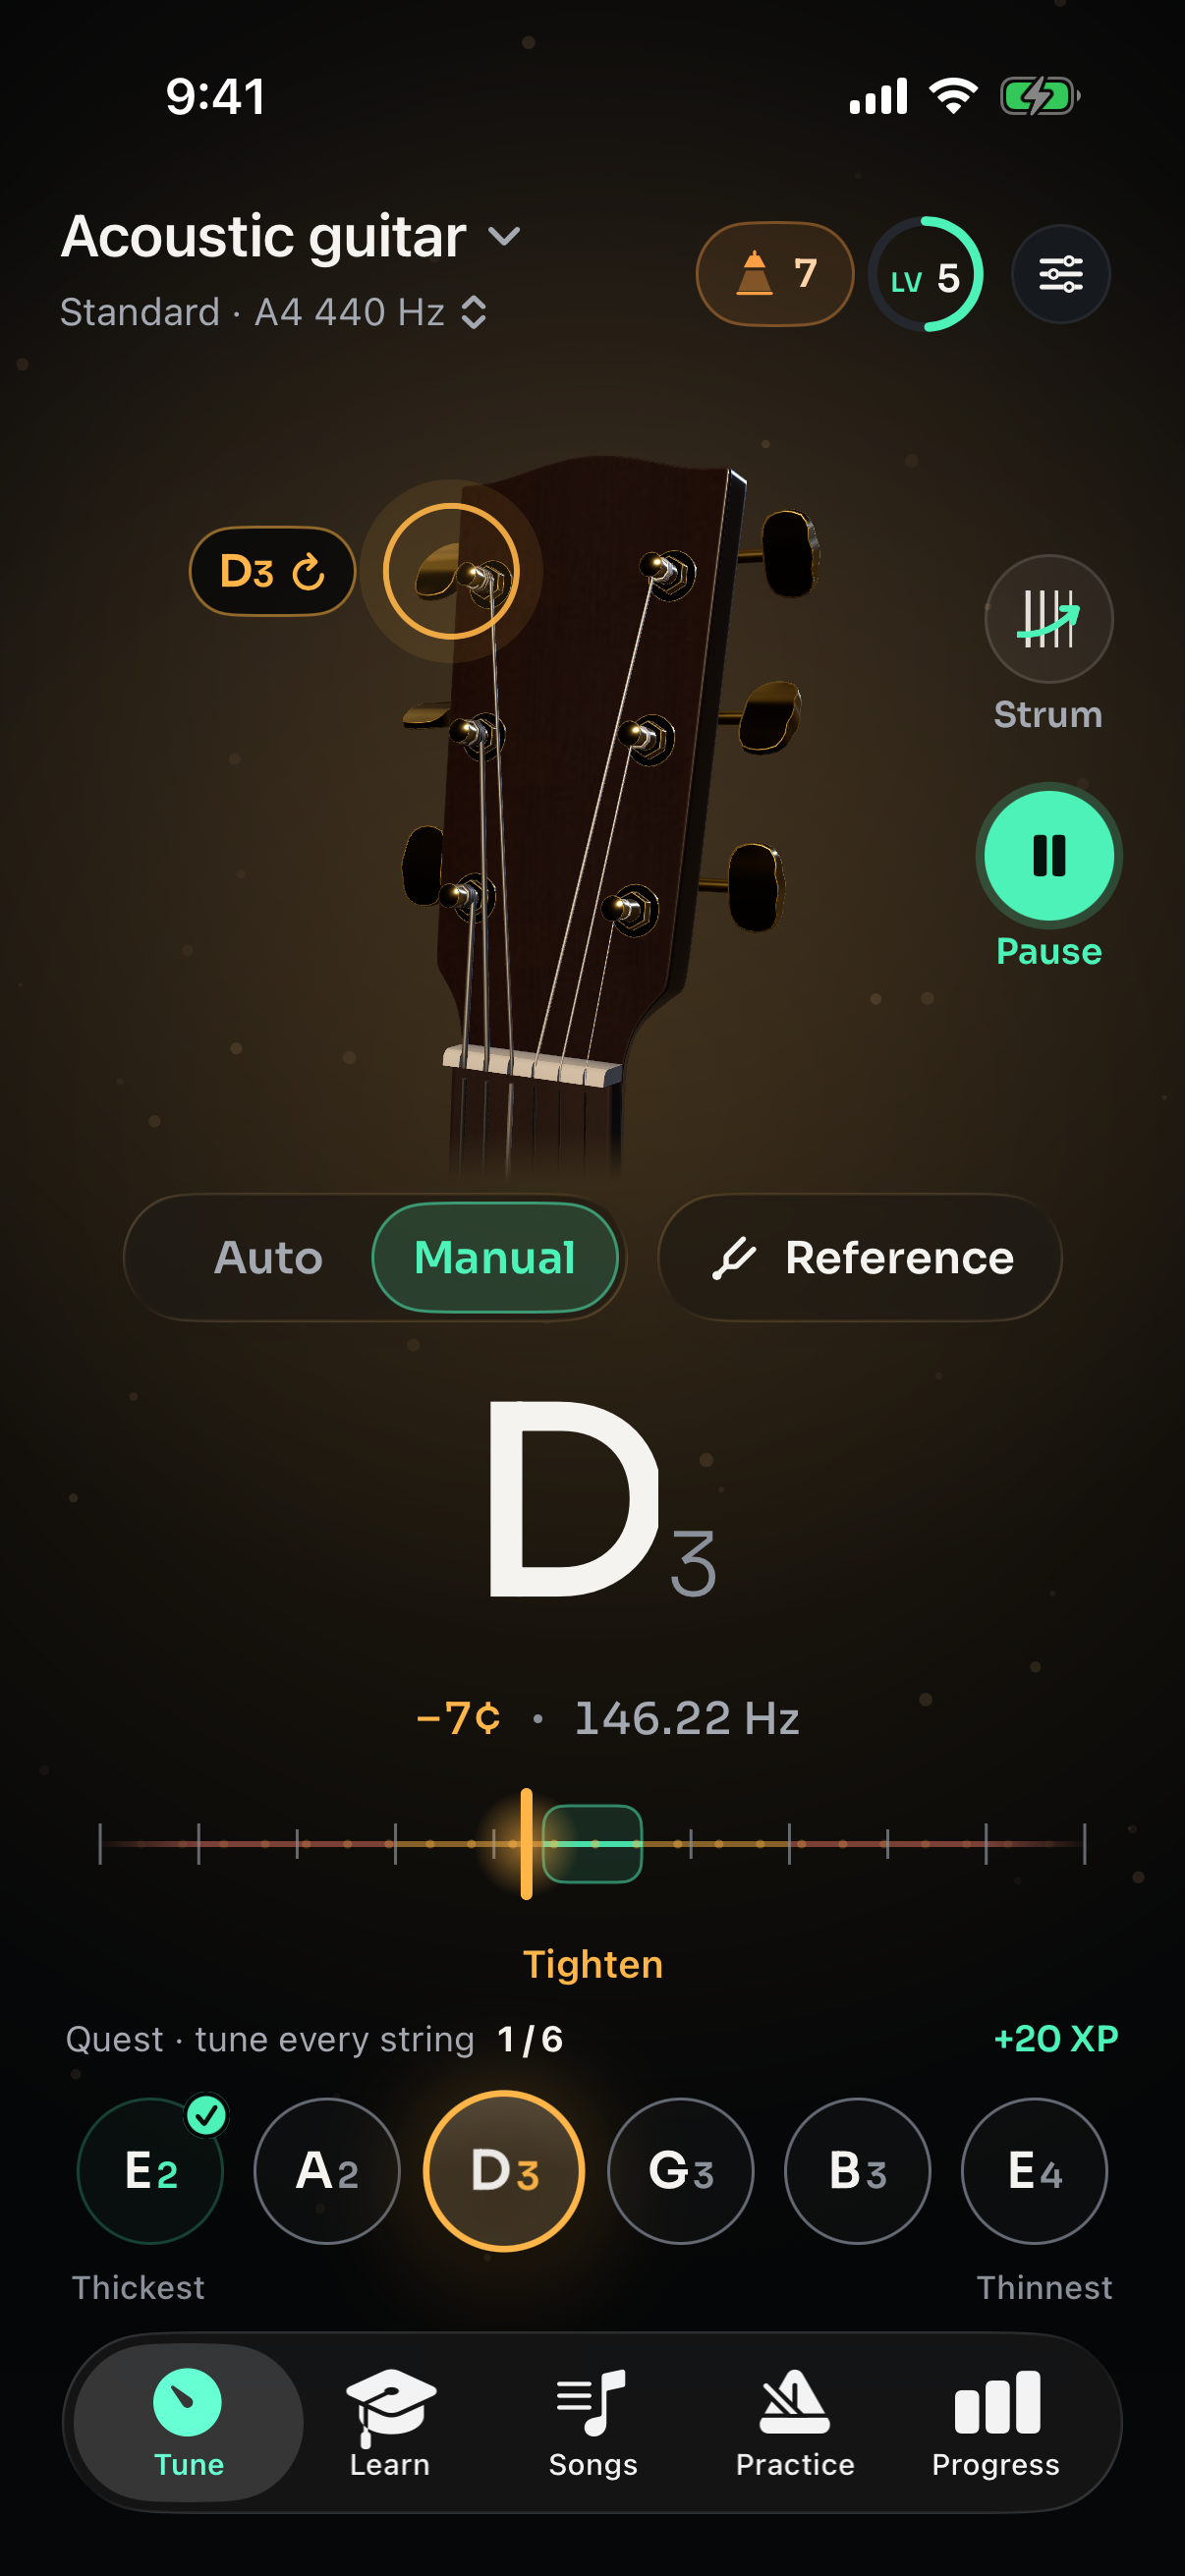 9:41
Acoustic guitar
Standard · A4 440 Hz
7
LV 5
D3
Strum
Pause
Auto
Manual
Reference
D3
−7¢ · 146.22 Hz
Tighten
Quest · tune every string 1/6
+20 XP
E2
A2
D3
G3
B3
E4
Thickest
Thinnest
Tune
Learn
Songs
Practice
Progress